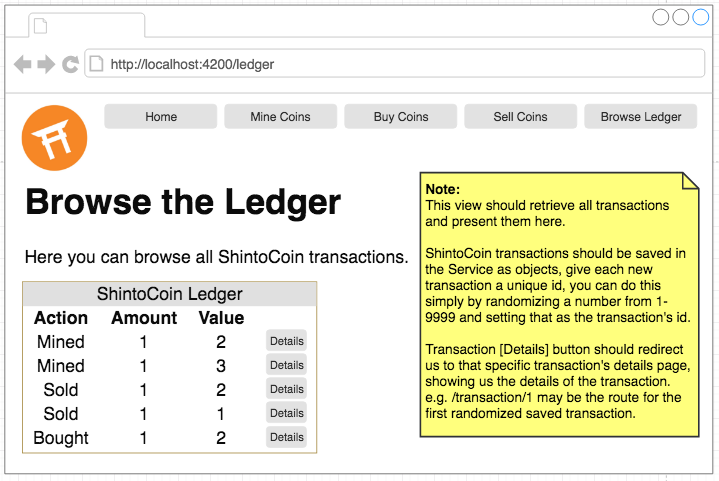 http://localhost:4200/ledger
Home Mine Coins Buy Coins Sell Coins Browse Ledger
Browse the Ledger
Here you can browse all ShintoCoin transactions.
ShintoCoin Ledger
Action Amount Value
Mined 1 2 Details
Mined 1 3 Details
Sold 1 2 Details
Sold 1 1 Details
Bought 1 2 Details
Note:
This view should retrieve all transactions
and present them here.
ShintoCoin transactions should be saved in
the Service as objects, give each new
transaction a unique id, you can do this
simply by randomizing a number from 1-
9999 and setting that as the transaction's id.
Transaction [Details] button should redirect
us to that specific transaction's details page,
showing us the details of the transaction.
e.g. /transaction/1 may be the route for the
first randomized saved transaction.